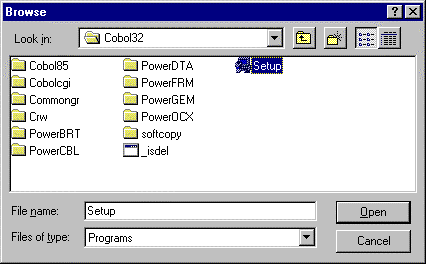 Browse
Look in: Cobol32
Cobol85 PowerDTA Setup
Cobolcgi PowerFRM
Commongr PowerGEM
Crw PowerOCX
PowerBRT softcopy
PowerCBL _isdel
File name: Setup Open
Files of type: Programs Cancel